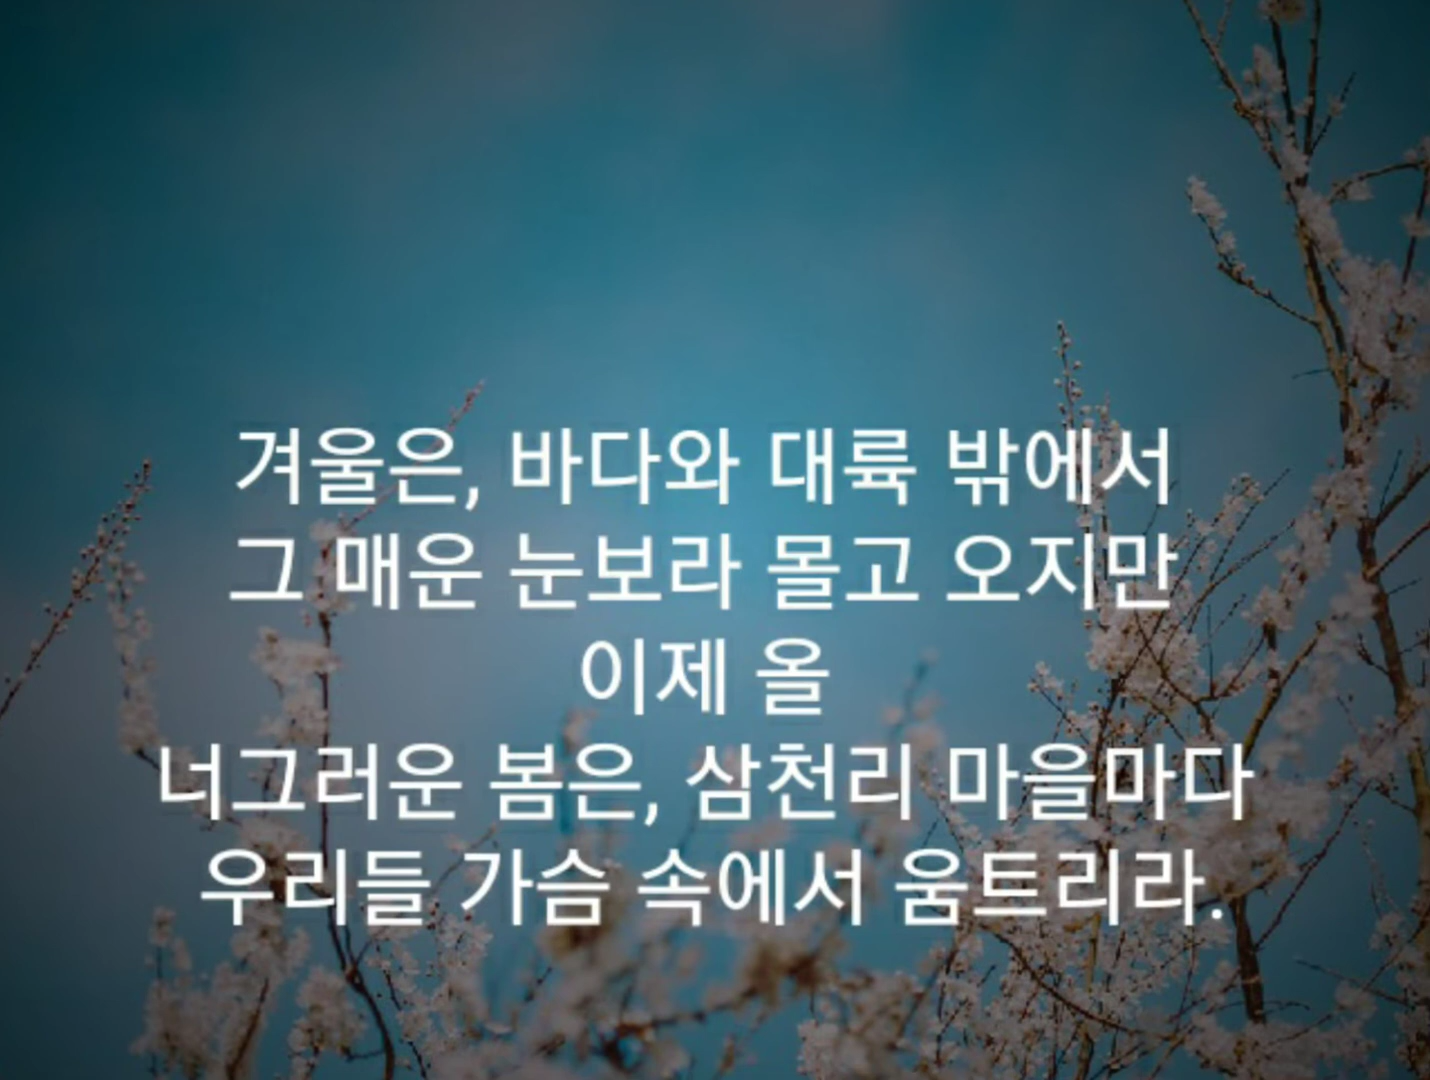 겨울은, 바다와 대륙 밖에서
그 매운 눈보라 몰고 오지만
이제 올
너그러운 봄은, 삼천리 마을마다
우리들 가슴 속에서 움트리라.